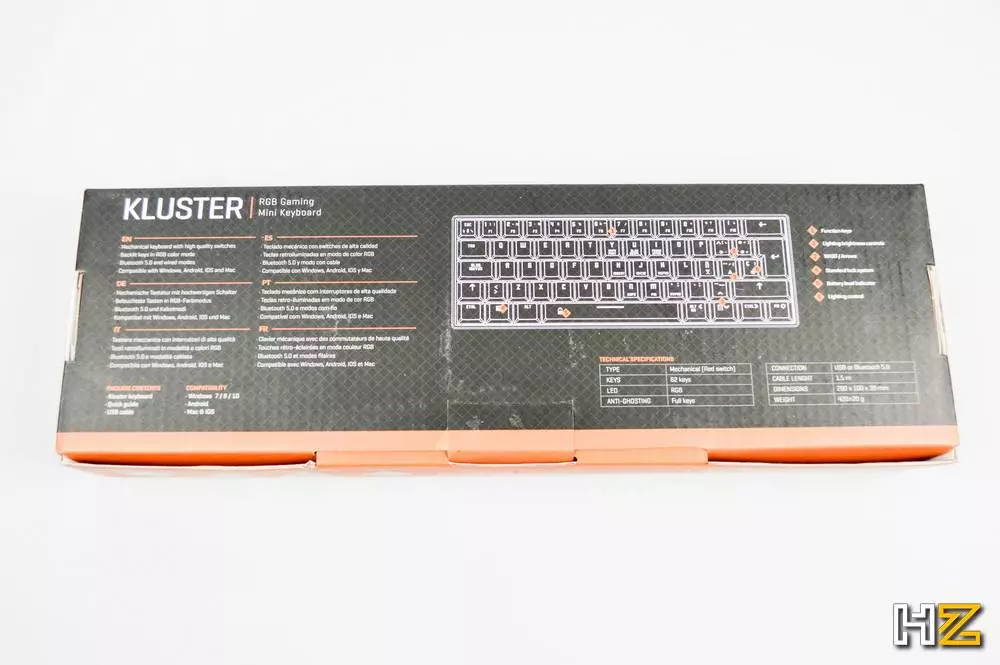 KLUSTER
RGB Gaming
Mini Keyboard
EN
· Mechanical keyboard with high quality switches
· Backlit keys in RGB color mode
· Bluetooth 5.0 and wired modes
· Compatible with Windows, Android, IOS and Mac
DE
· Mechanische Tastatur mit hochwertigen Schalter
· Beleuchtete Tasten in RGB-Farbmodus
· Bluetooth 5.0 und Kabelmodi
· Kompatibel mit Windows, Android, IOS und Mac
IT
· Tastiera meccanica con interruttori di alta qualità
· Tasti retroilluminati in modalità a colori RGB
· Bluetooth 5.0 e modalità cablata
· Compatibile con Windows, Android, IOS e Mac
ES
· Teclado mecánico con switches de alta calidad
· Teclas retroiluminadas en modo de color RGB
· Bluetooth 5.0 y modo con cable
· Compatible con Windows, Android, IOS y Mac
PT
· Teclado mecánico com interruptores de alta qualidade
· Teclas retro-iluminadas em modo de cor RGB
· Bluetooth 5.0 e modos com fio
· Compatível com Windows, Android, IOS e Mac
FR
· Clavier mécanique avec des commutateurs de haute qualité
· Touches rétro-éclairées en mode couleur RGB
· Bluetooth 5.0 et modes filaires
· Compatible avec Windows, Android, IOS et Mac
INCLUDE CONTENTS
· Kluster keyboard
· Quick guide
· USB cable
COMPATIBILITY
· Windows 7 / 8 / 10
· Android
· Mac & IOS
Function keys
Lighting brightness controls
WASD / Arrows
Standard lock system
Battery level indicator
Lighting control
TECHNICAL SPECIFICATIONS
TYPE Mechanical (Red switch)
KEYS 62 keys
LED RGB
ANTI-GHOSTING Full keys
CONNECTION USB or Bluetooth 5.0
CABLE LENGHT 1,5 m
DIMENSIONS 290 x 100 x 39 mm
WEIGHT 420±20 g
HZ